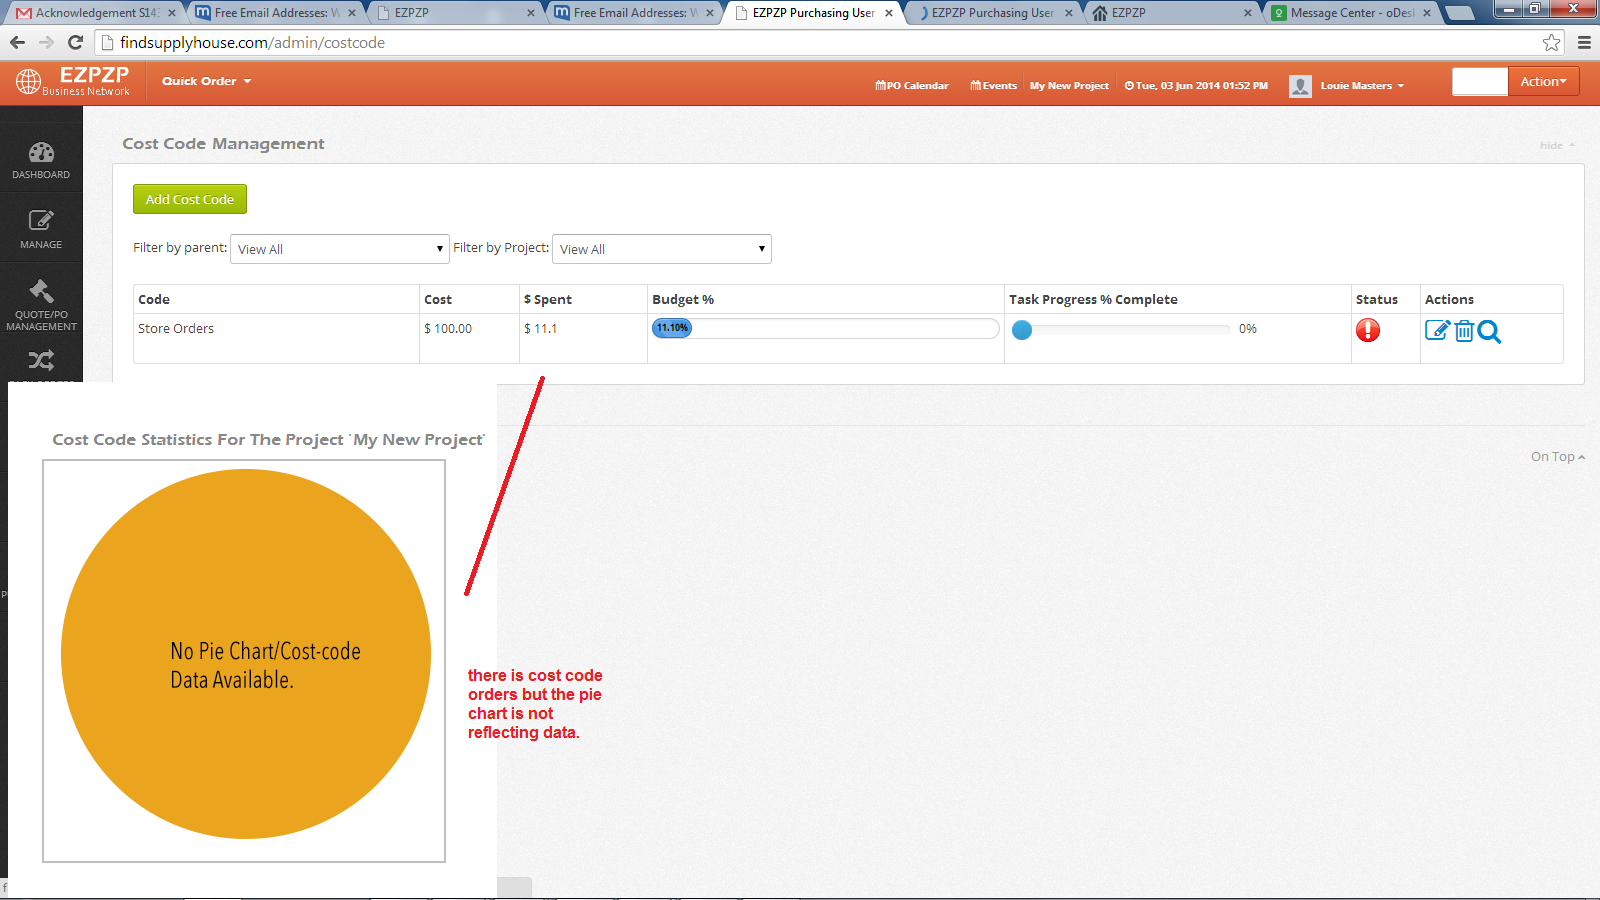 Acknowledgement S143
Free Email Addresses: W
EZPZP
Free Email Addresses: W
EZPZP Purchasing User
EZPZP Purchasing User
EZPZP
Message Center - oDesk
findsupplyhouse.com/admin/costcode
EZPZP
Business Network
Quick Order
PO Calendar
Events
My New Project
Tue, 03 Jun 2014 01:52 PM
Louie Masters
Action
DASHBOARD
MANAGE
QUOTE/PO
MANAGEMENT
Cost Code Management
hide
Add Cost Code
Filter by parent: View All Filter by Project: View All
Code Cost $ Spent Budget % Task Progress % Complete Status Actions
Store Orders $ 100.00 $ 11.1 11.10% 0%
On Top
Cost Code Statistics For The Project 'My New Project'
No Pie Chart/Cost-code
Data Available.
there is cost code
orders but the pie
chart is not
reflecting data.